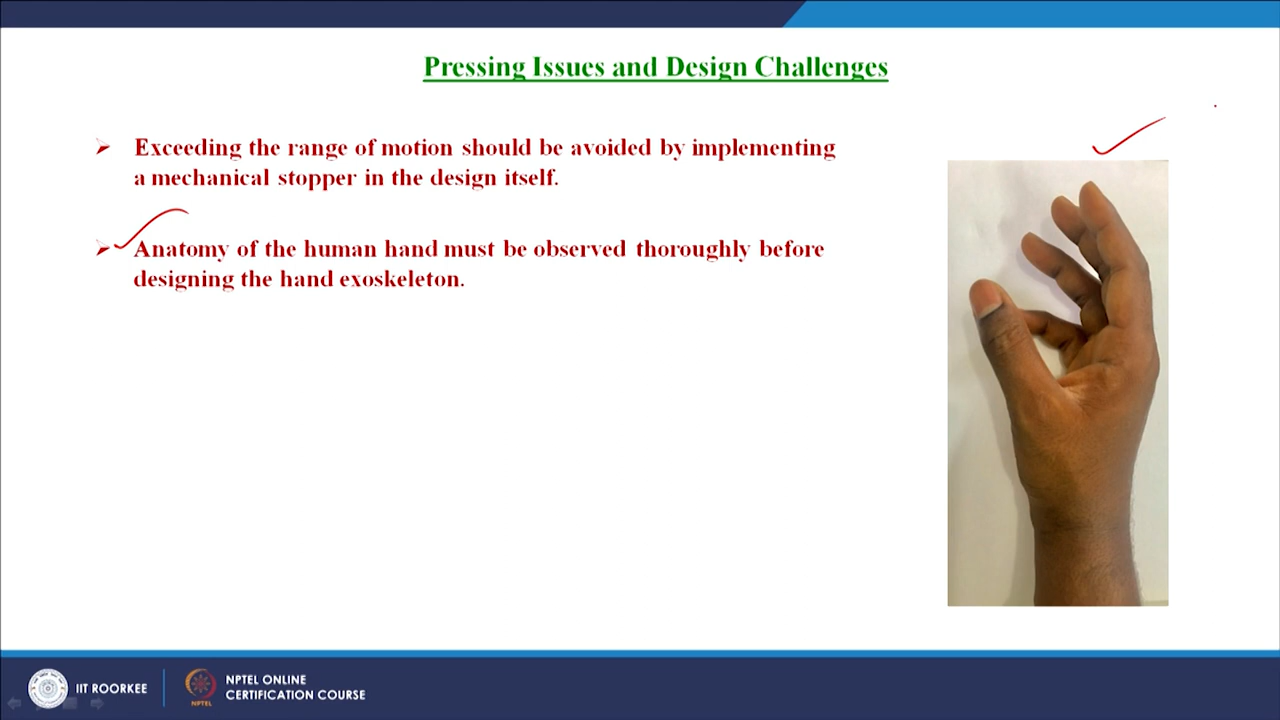 Pressing Issues and Design Challenges
Exceeding the range of motion should be avoided by implementing
a mechanical stopper in the design itself.
Anatomy of the human hand must be observed thoroughly before
designing the hand exoskeleton.
IIT ROORKEE
NPTEL
NPTEL ONLINE
CERTIFICATION COURSE